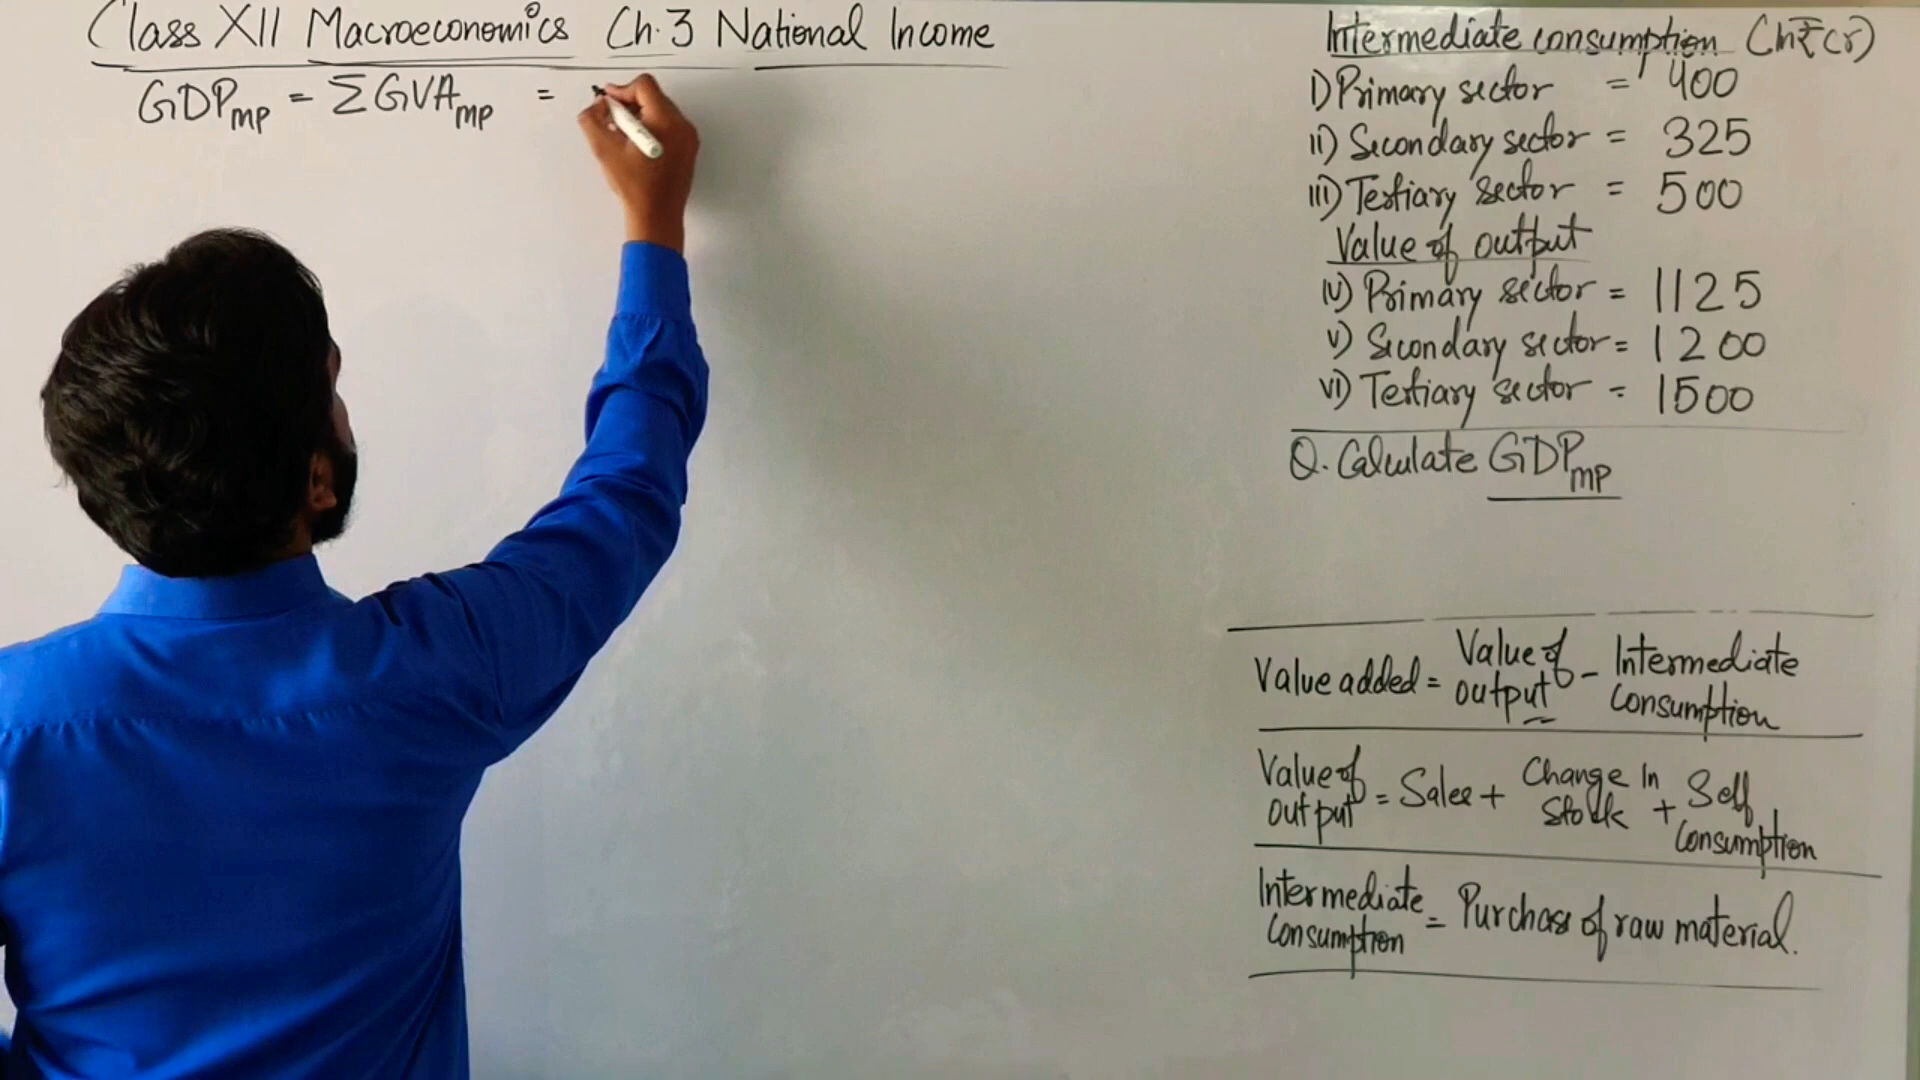 Class XII Macroeconomics Ch.3 National Income
GDPmp = ΣGVAmp =
Intermediate consumption (In ₹ cr)
I) Primary sector = 400
II) Secondary sector = 325
III) Tertiary sector = 500
Value of output
IV) Primary sector = 1125
V) Secondary sector = 1200
VI) Tertiary sector = 1500
Q. Calculate GDPmp
Value added = Value of output - Intermediate Consumption
Value of output = Sales + Change In Stock + Self Consumption
Intermediate Consumption = Purchase of raw material.